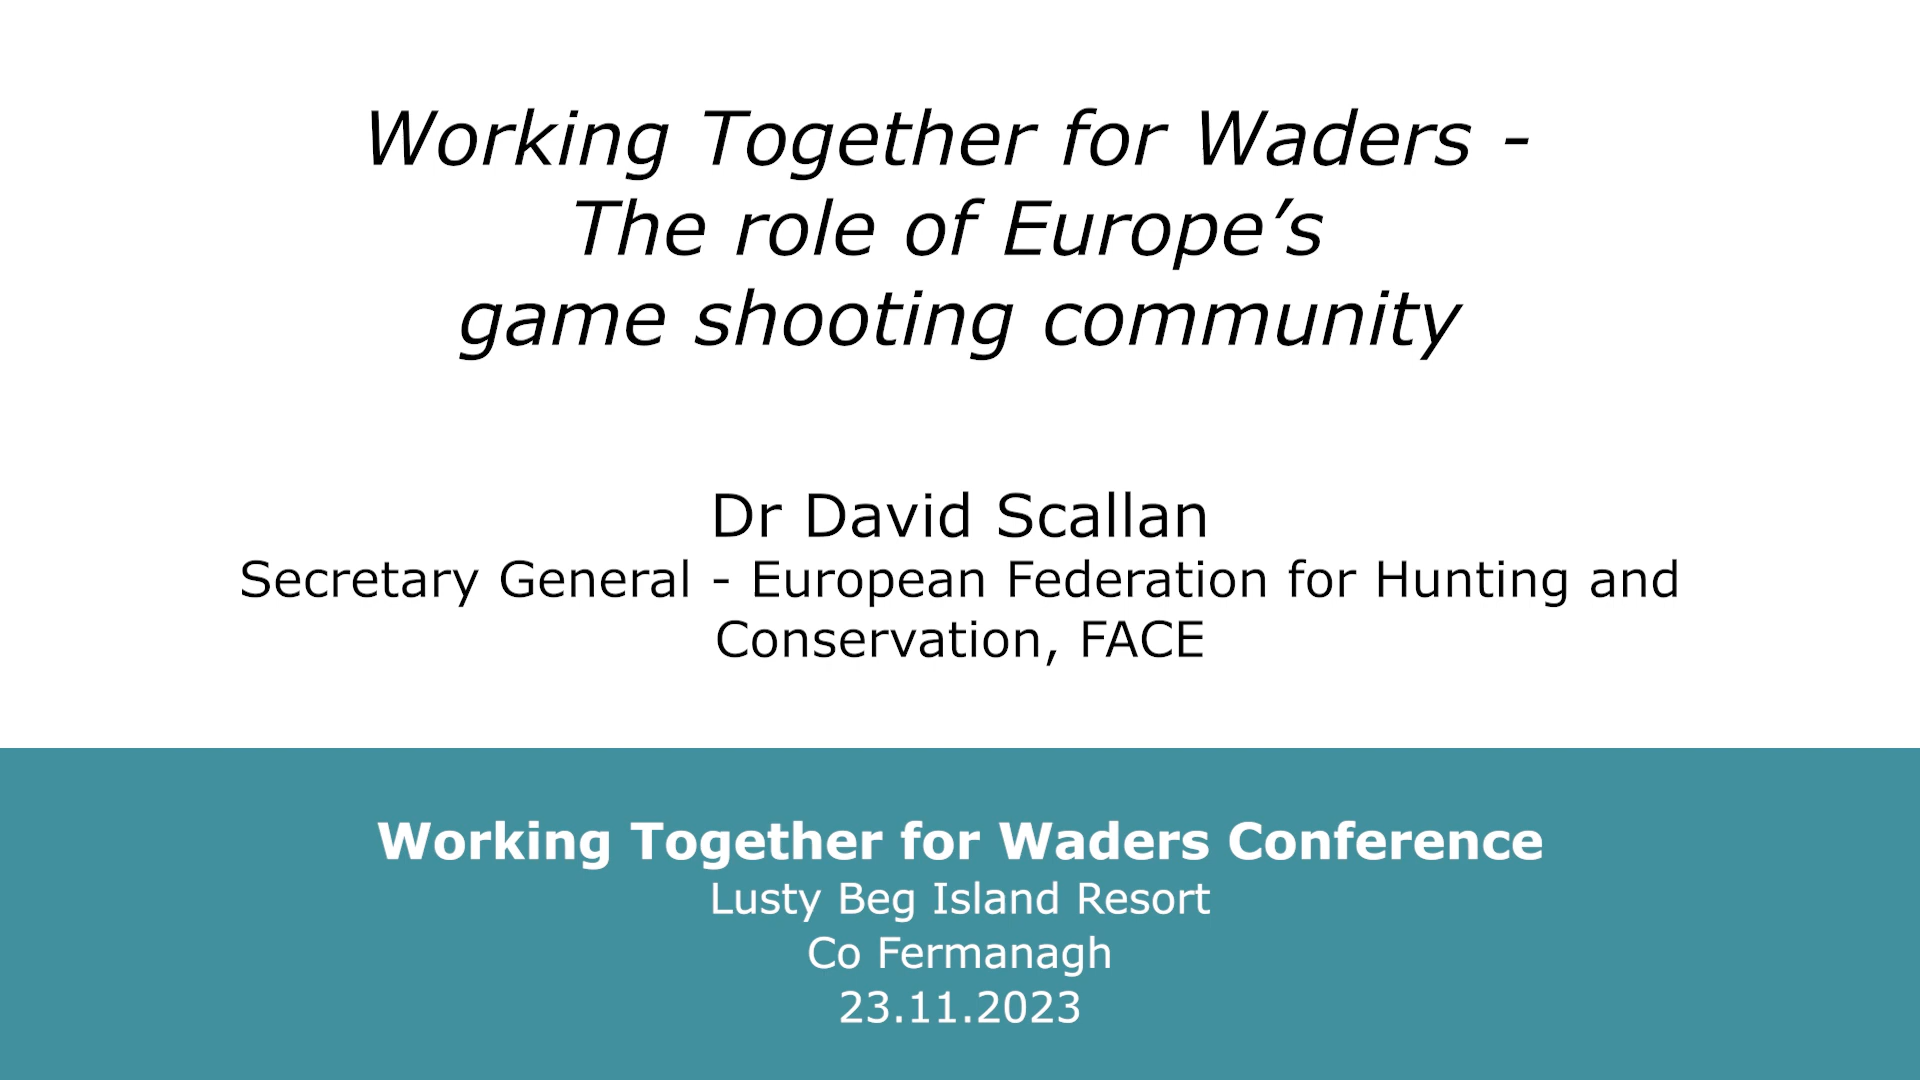 Working Together for Waders -
The role of Europe’s
game shooting community
Dr David Scallan
Secretary General - European Federation for Hunting and
Conservation, FACE
Working Together for Waders Conference
Lusty Beg Island Resort
Co Fermanagh
23.11.2023